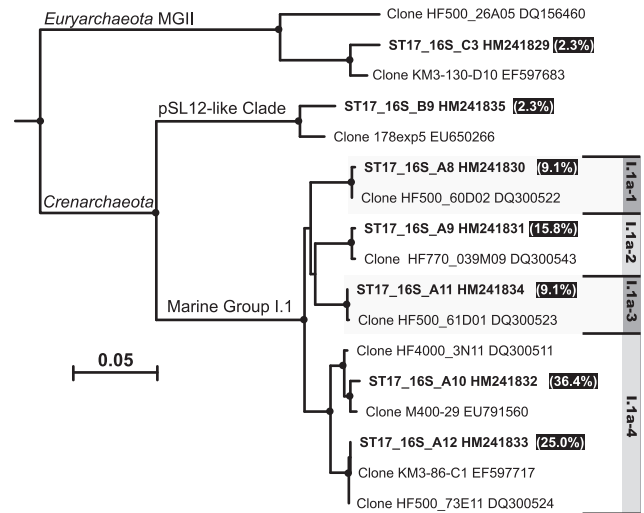 Euryarchaeota MGII
Clone HF500_26A05 DQ156460
ST17_16S_C3 HM241829 (2.3%)
Clone KM3-130-D10 EF597683
pSL12-like Clade
ST17_16S_B9 HM241835 (2.3%)
Clone 178exp5 EU650266
ST17_16S_A8 HM241830 (9.1%)
I.1a-1
Crenarchaeota
Clone HF500_60D02 DQ300522
ST17_16S_A9 HM241831 (15.8%)
I.1a-2
Clone HF770_039M09 DQ300543
ST17_16S_A11 HM241834 (9.1%)
I.1a-3
Marine Group I.1
Clone HF500_61D01 DQ300523
0.05
Clone HF4000_3N11 DQ300511
ST17_16S_A10 HM241832 (36.4%)
Clone M400-29 EU791560
I.1a-4
ST17_16S_A12 HM241833 (25.0%)
Clone KM3-86-C1 EF597717
Clone HF500_73E11 DQ300524